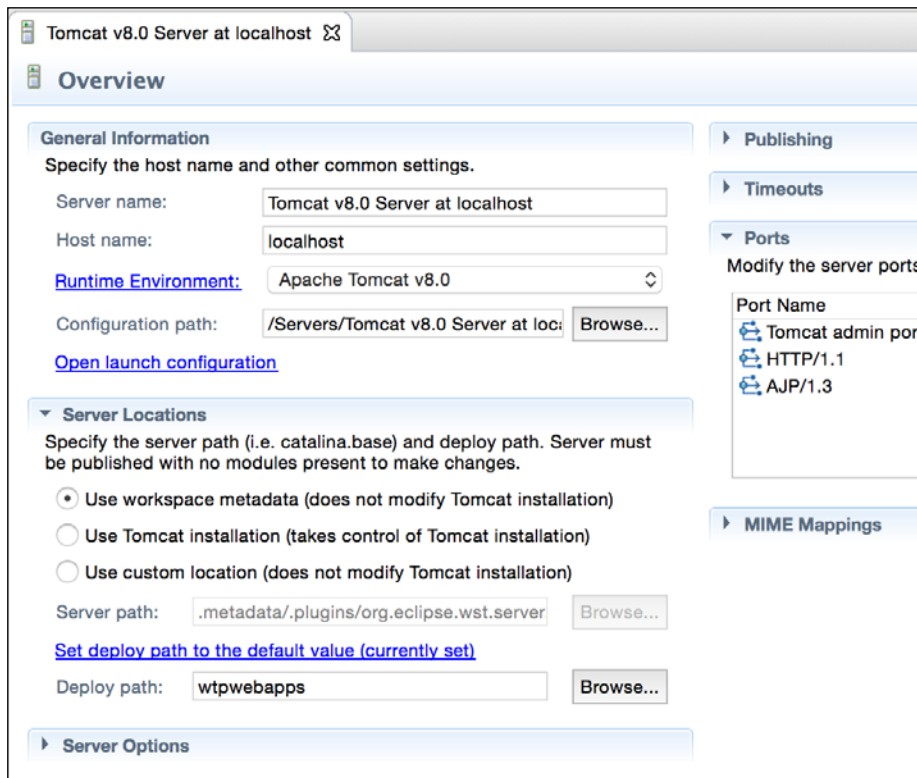 Tomcat v8.0 Server at localhost
Overview
General Information
Specify the host name and other common settings.
Server name: Tomcat v8.0 Server at localhost
Host name: localhost
Runtime Environment: Apache Tomcat v8.0
Configuration path: /Servers/Tomcat v8.0 Server at Browse...
Open launch configuration
Server Locations
Specify the server path (i.e. catalina.base) and deploy path. Server must
be published with no modules present to make changes.
Use workspace metadata (does not modify Tomcat installation)
Use Tomcat installation (takes control of Tomcat installation)
Use custom location (does not modify Tomcat installation)
Server path: .metadata/.plugins/org.eclipse.wst.server Browse...
Set deploy path to the default value (currently set)
Deploy path: wtpwebapps Browse...
Server Options
Publishing
Timeouts
Ports
Modify the server ports
Port Name
Tomcat admin por
HTTP/1.1
AJP/1.3
MIME Mappings